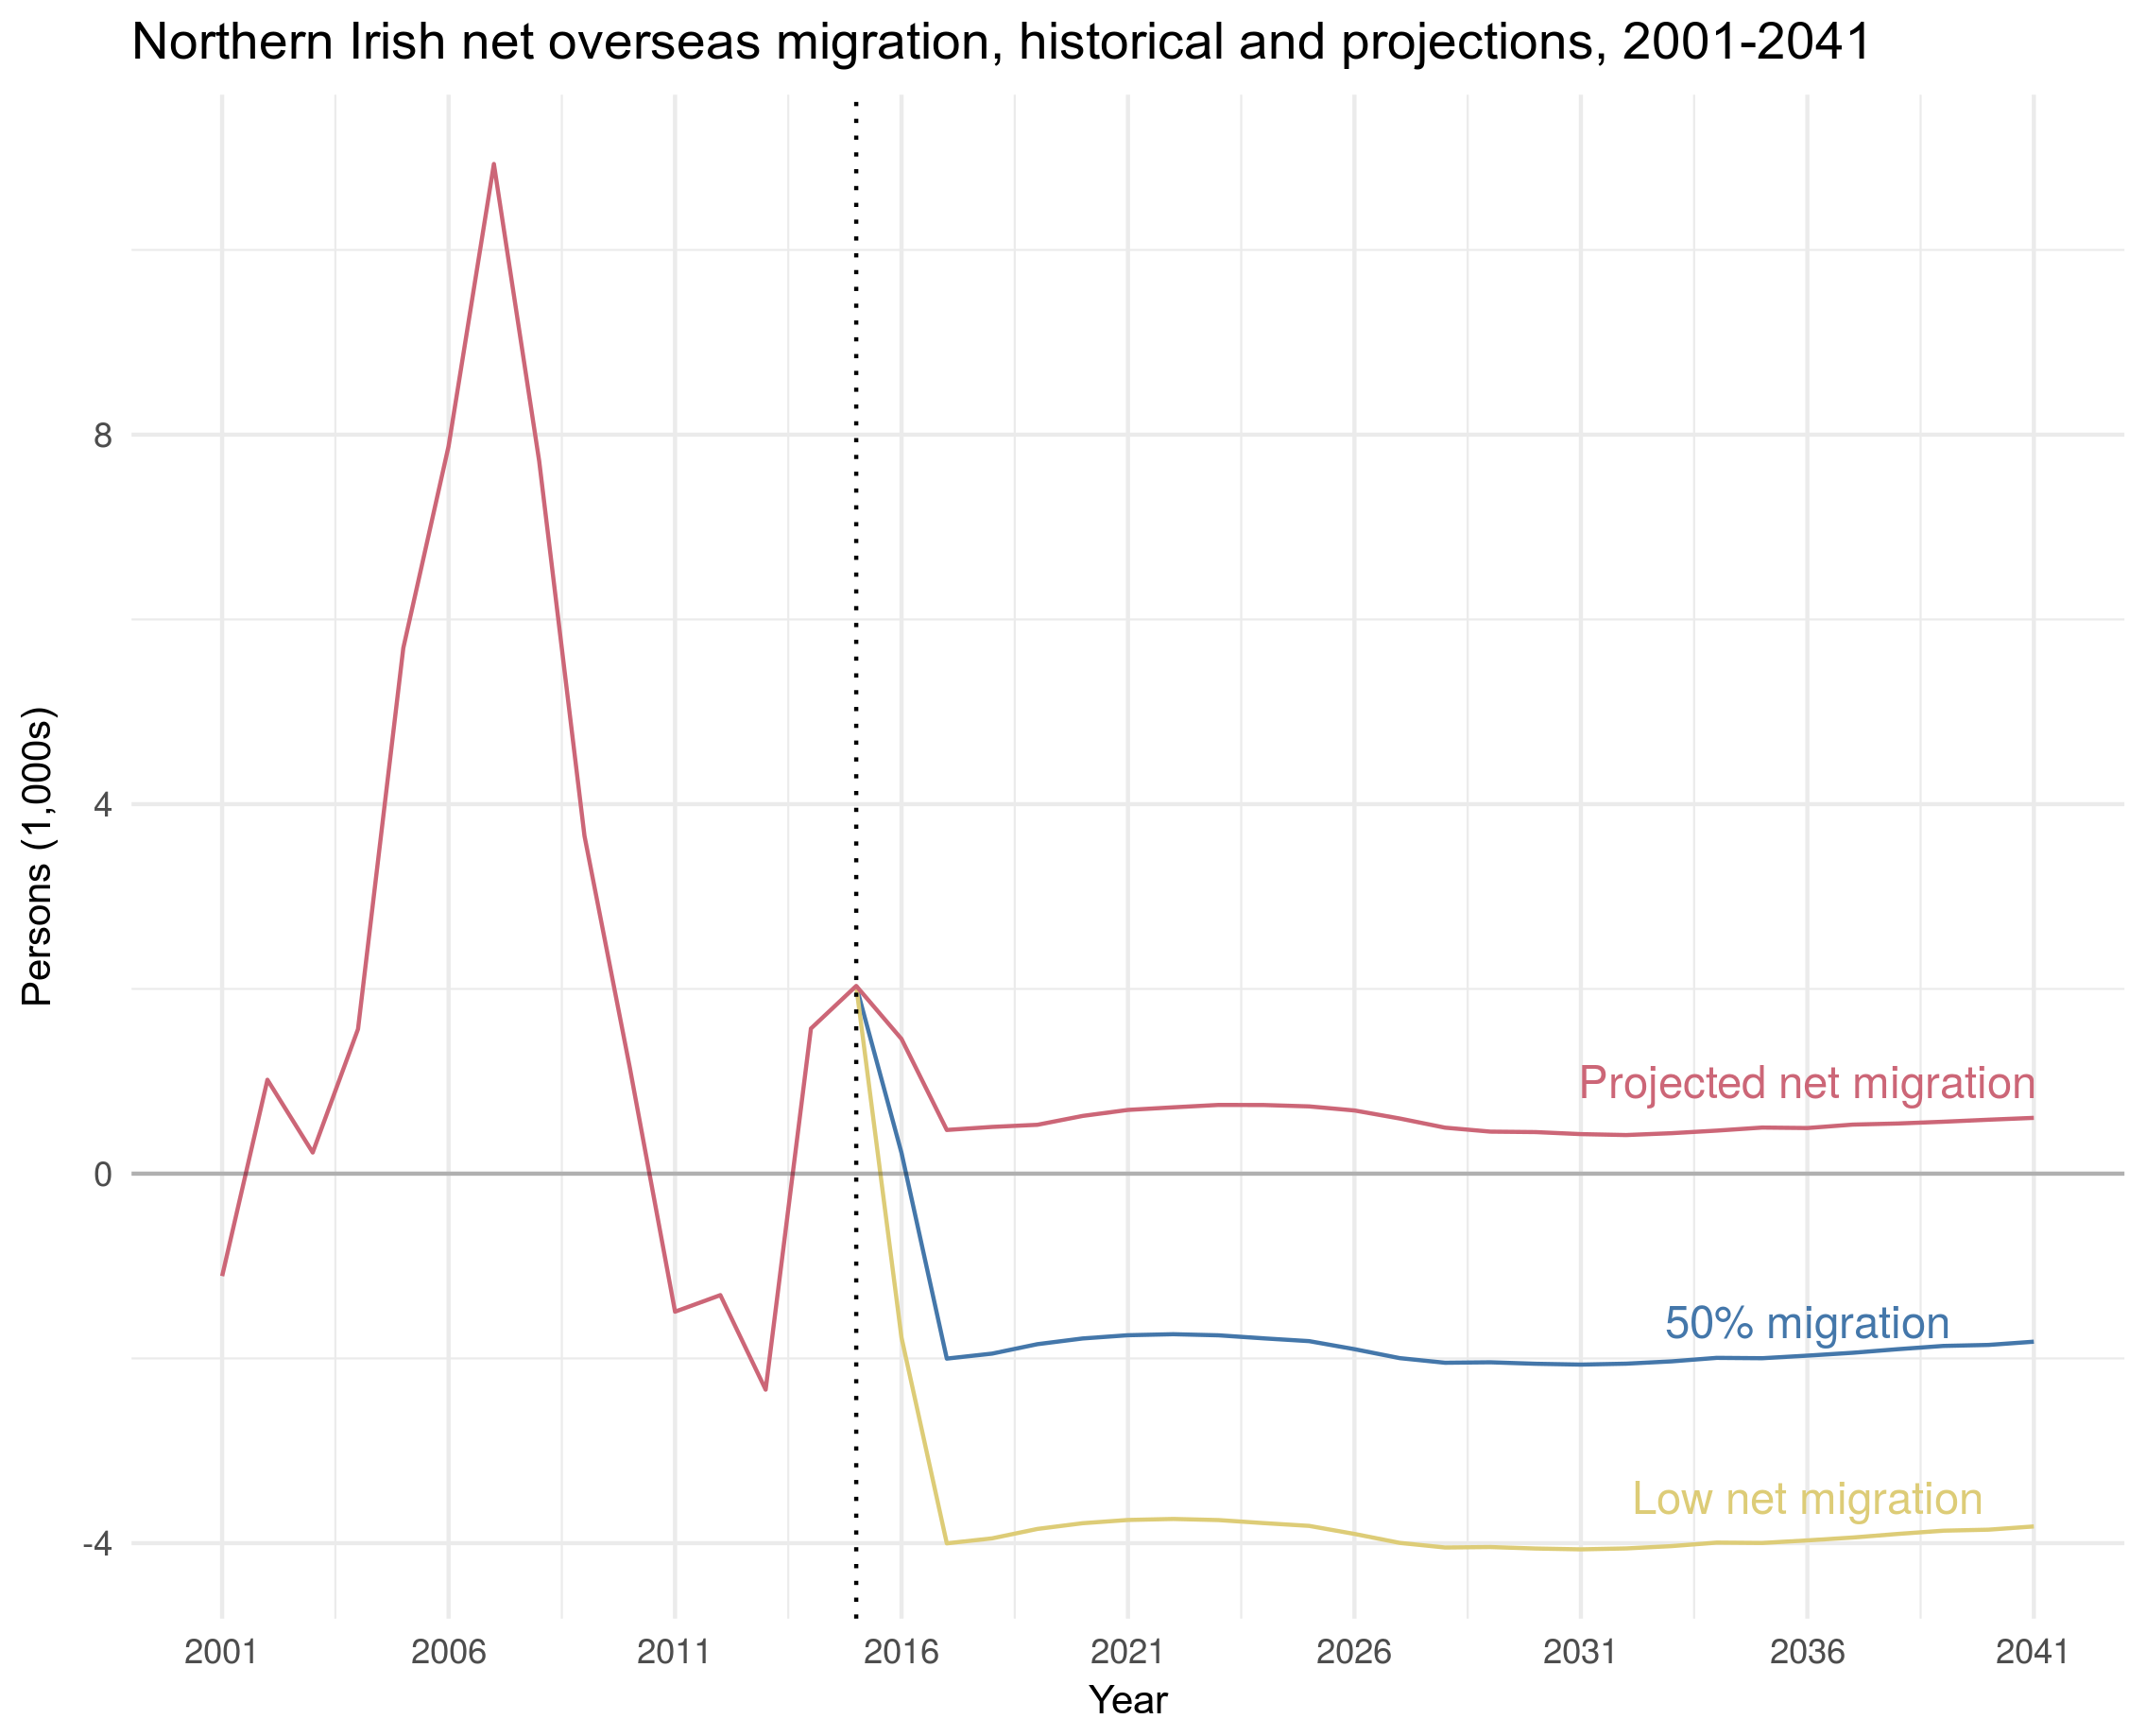 Northern Irish net overseas migration, historical and projections, 2001-2041
Persons (1,000s)
8
4
0
-4
Projected net migration
50% migration
Low net migration
2001 2006 2011 2016 2021 2026 2031 2036 2041
Year